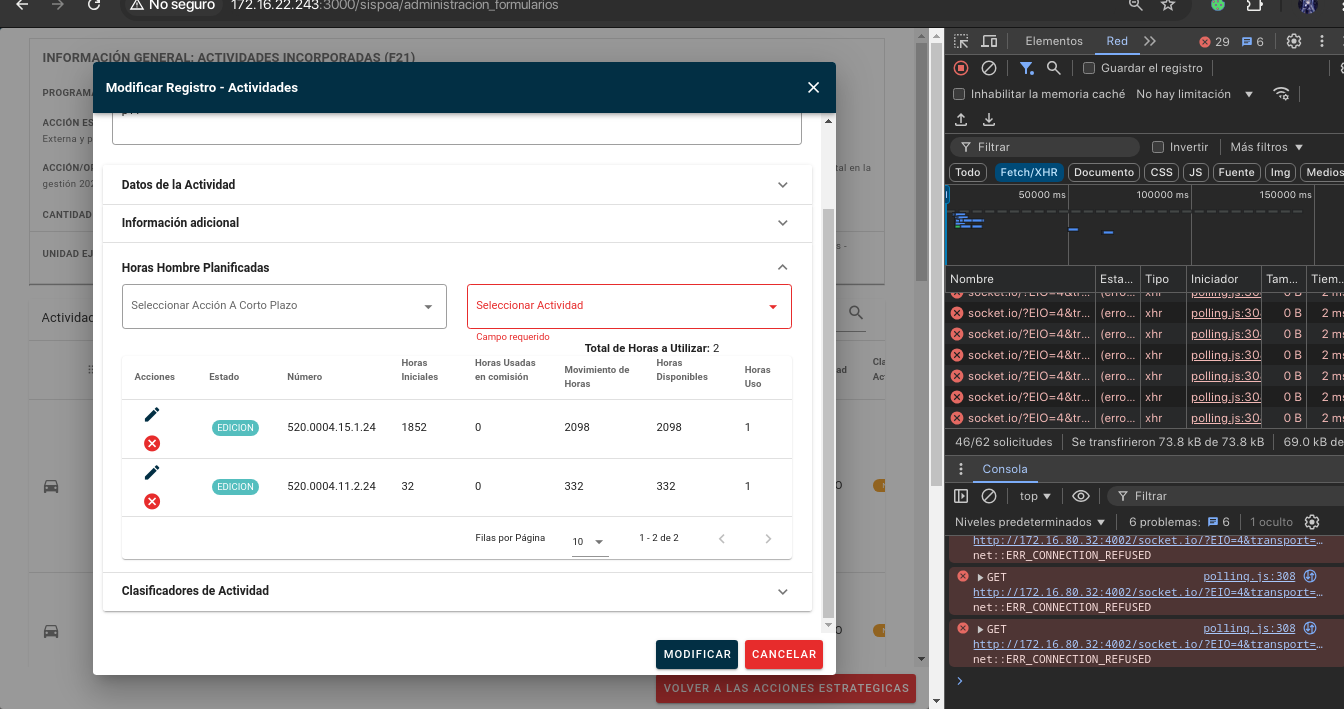 No seguro
172.16.22.243:3000/sispoa/administracion_formularios
INFORMACIÓN GENERAL: ACTIVIDADES INCORPORADAS (F21)
PROGRAMA
ACCIÓN ES
Externa y p
ACCIÓN/OP
tal en la
gestión 202
CANTIDAD
UNIDAD EJ
s -
Actividad
Modificar Registro - Actividades
Datos de la Actividad
Información adicional
Horas Hombre Planificadas
Seleccionar Acción A Corto Plazo
Seleccionar Actividad
Campo requerido
Total de Horas a Utilizar: 2
Acciones
Estado
Número
Horas Iniciales
Horas Usadas en comisión
Movimiento de Horas
Horas Disponibles
Horas Uso
EDICION 520.0004.15.1.24 1852 0 2098 2098 1
EDICION 520.0004.11.2.24 32 0 332 332 1
Filas por Página 10 1 - 2 de 2
Clasificadores de Actividad
MODIFICAR CANCELAR
VOLVER A LAS ACCIONES ESTRATEGICAS
Elementos Red 29 6
Guardar el registro
Inhabilitar la memoria caché No hay limitación
Filtrar Invertir Más filtros
Todo Fetch/XHR Documento CSS JS Fuente Img Medios
50000 ms 100000 ms 150000 ms
Nombre Esta... Tipo Iniciador Tam... Tiem...
socket.io/?EIO=4&tr... (erro... xhr polling.js:30 0 B 2 ms
socket.io/?EIO=4&tr... (erro... xhr polling.js:30 0 B 2 ms
socket.io/?EIO=4&tr... (erro... xhr polling.js:30 0 B 2 ms
socket.io/?EIO=4&tr... (erro... xhr polling.js:30 0 B 2 ms
socket.io/?EIO=4&tr... (erro... xhr polling.js:30 0 B 2 ms
socket.io/?EIO=4&tr... (erro... xhr polling.js:30 0 B 2 ms
socket.io/?EIO=4&tr... (erro... xhr polling.js:30 0 B 2 ms
46/62 solicitudes Se transfirieron 73.8 kB de 73.8 kB 69.0 kB de
Consola
top Filtrar
Niveles predeterminados 6 problemas: 6 1 oculto
http://172.16.80.32:4002/socket.io/?EIO=4&transport=…
net::ERR_CONNECTION_REFUSED
GET polling.js:308
http://172.16.80.32:4002/socket.io/?EIO=4&transport=…
net::ERR_CONNECTION_REFUSED
GET polling.js:308
http://172.16.80.32:4002/socket.io/?EIO=4&transport=…
net::ERR_CONNECTION_REFUSED